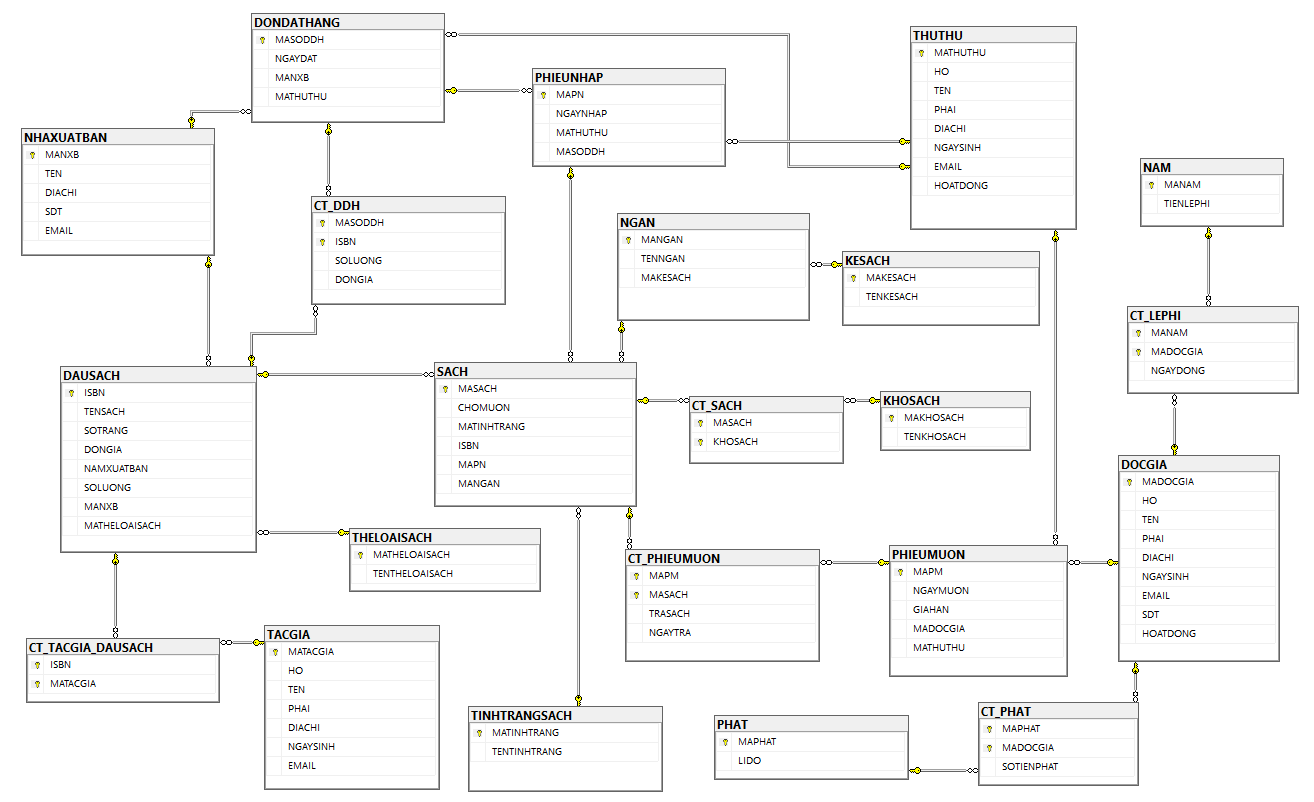 DONDATHANG
MASODDH
NGAYDAT
MANXB
MATHUTHU
THUTHU
MATHUTHU
HO
TEN
PHAI
DIACHI
NGAYSINH
EMAIL
HOATDONG
PHIEUNHAP
MAPN
NGAYNHAP
MATHUTHU
MASODDH
NHAXUATBAN
MANXB
TEN
DIACHI
SDT
EMAIL
NAM
MANAM
TIENLEPHI
CT_DDH
MASODDH
ISBN
SOLUONG
DONGIA
NGAN
MANGAN
TENNGAN
MAKESACH
KESACH
MAKESACH
TENKESACH
CT_LEPHI
MANAM
MADOCGIA
NGAYDONG
DAUSACH
ISBN
TENSACH
SOTRANG
DONGIA
NAMXUATBAN
SOLUONG
MANXB
MATHELOAISACH
SACH
MASACH
CHOMUON
MATINHTRANG
ISBN
MAPN
MANGAN
CT_SACH
MASACH
KHOSACH
KHOSACH
MAKHOSACH
TENKHOSACH
DOCGIA
MADOCGIA
HO
TEN
PHAI
DIACHI
NGAYSINH
EMAIL
SDT
HOATDONG
THELOAISACH
MATHELOAISACH
TENTHELOAISACH
CT_PHIEUMUON
MAPM
MASACH
TRASACH
NGAYTRA
PHIEUMUON
MAPM
NGAYMUON
GIAHAN
MADOCGIA
MATHUTHU
CT_TACGIA_DAUSACH
ISBN
MATACGIA
TACGIA
MATACGIA
HO
TEN
PHAI
DIACHI
NGAYSINH
EMAIL
TINHTRANGSACH
MATINHTRANG
TENTINHTRANG
PHAT
MAPHAT
LIDO
CT_PHAT
MAPHAT
MADOCGIA
SOTIENPHAT